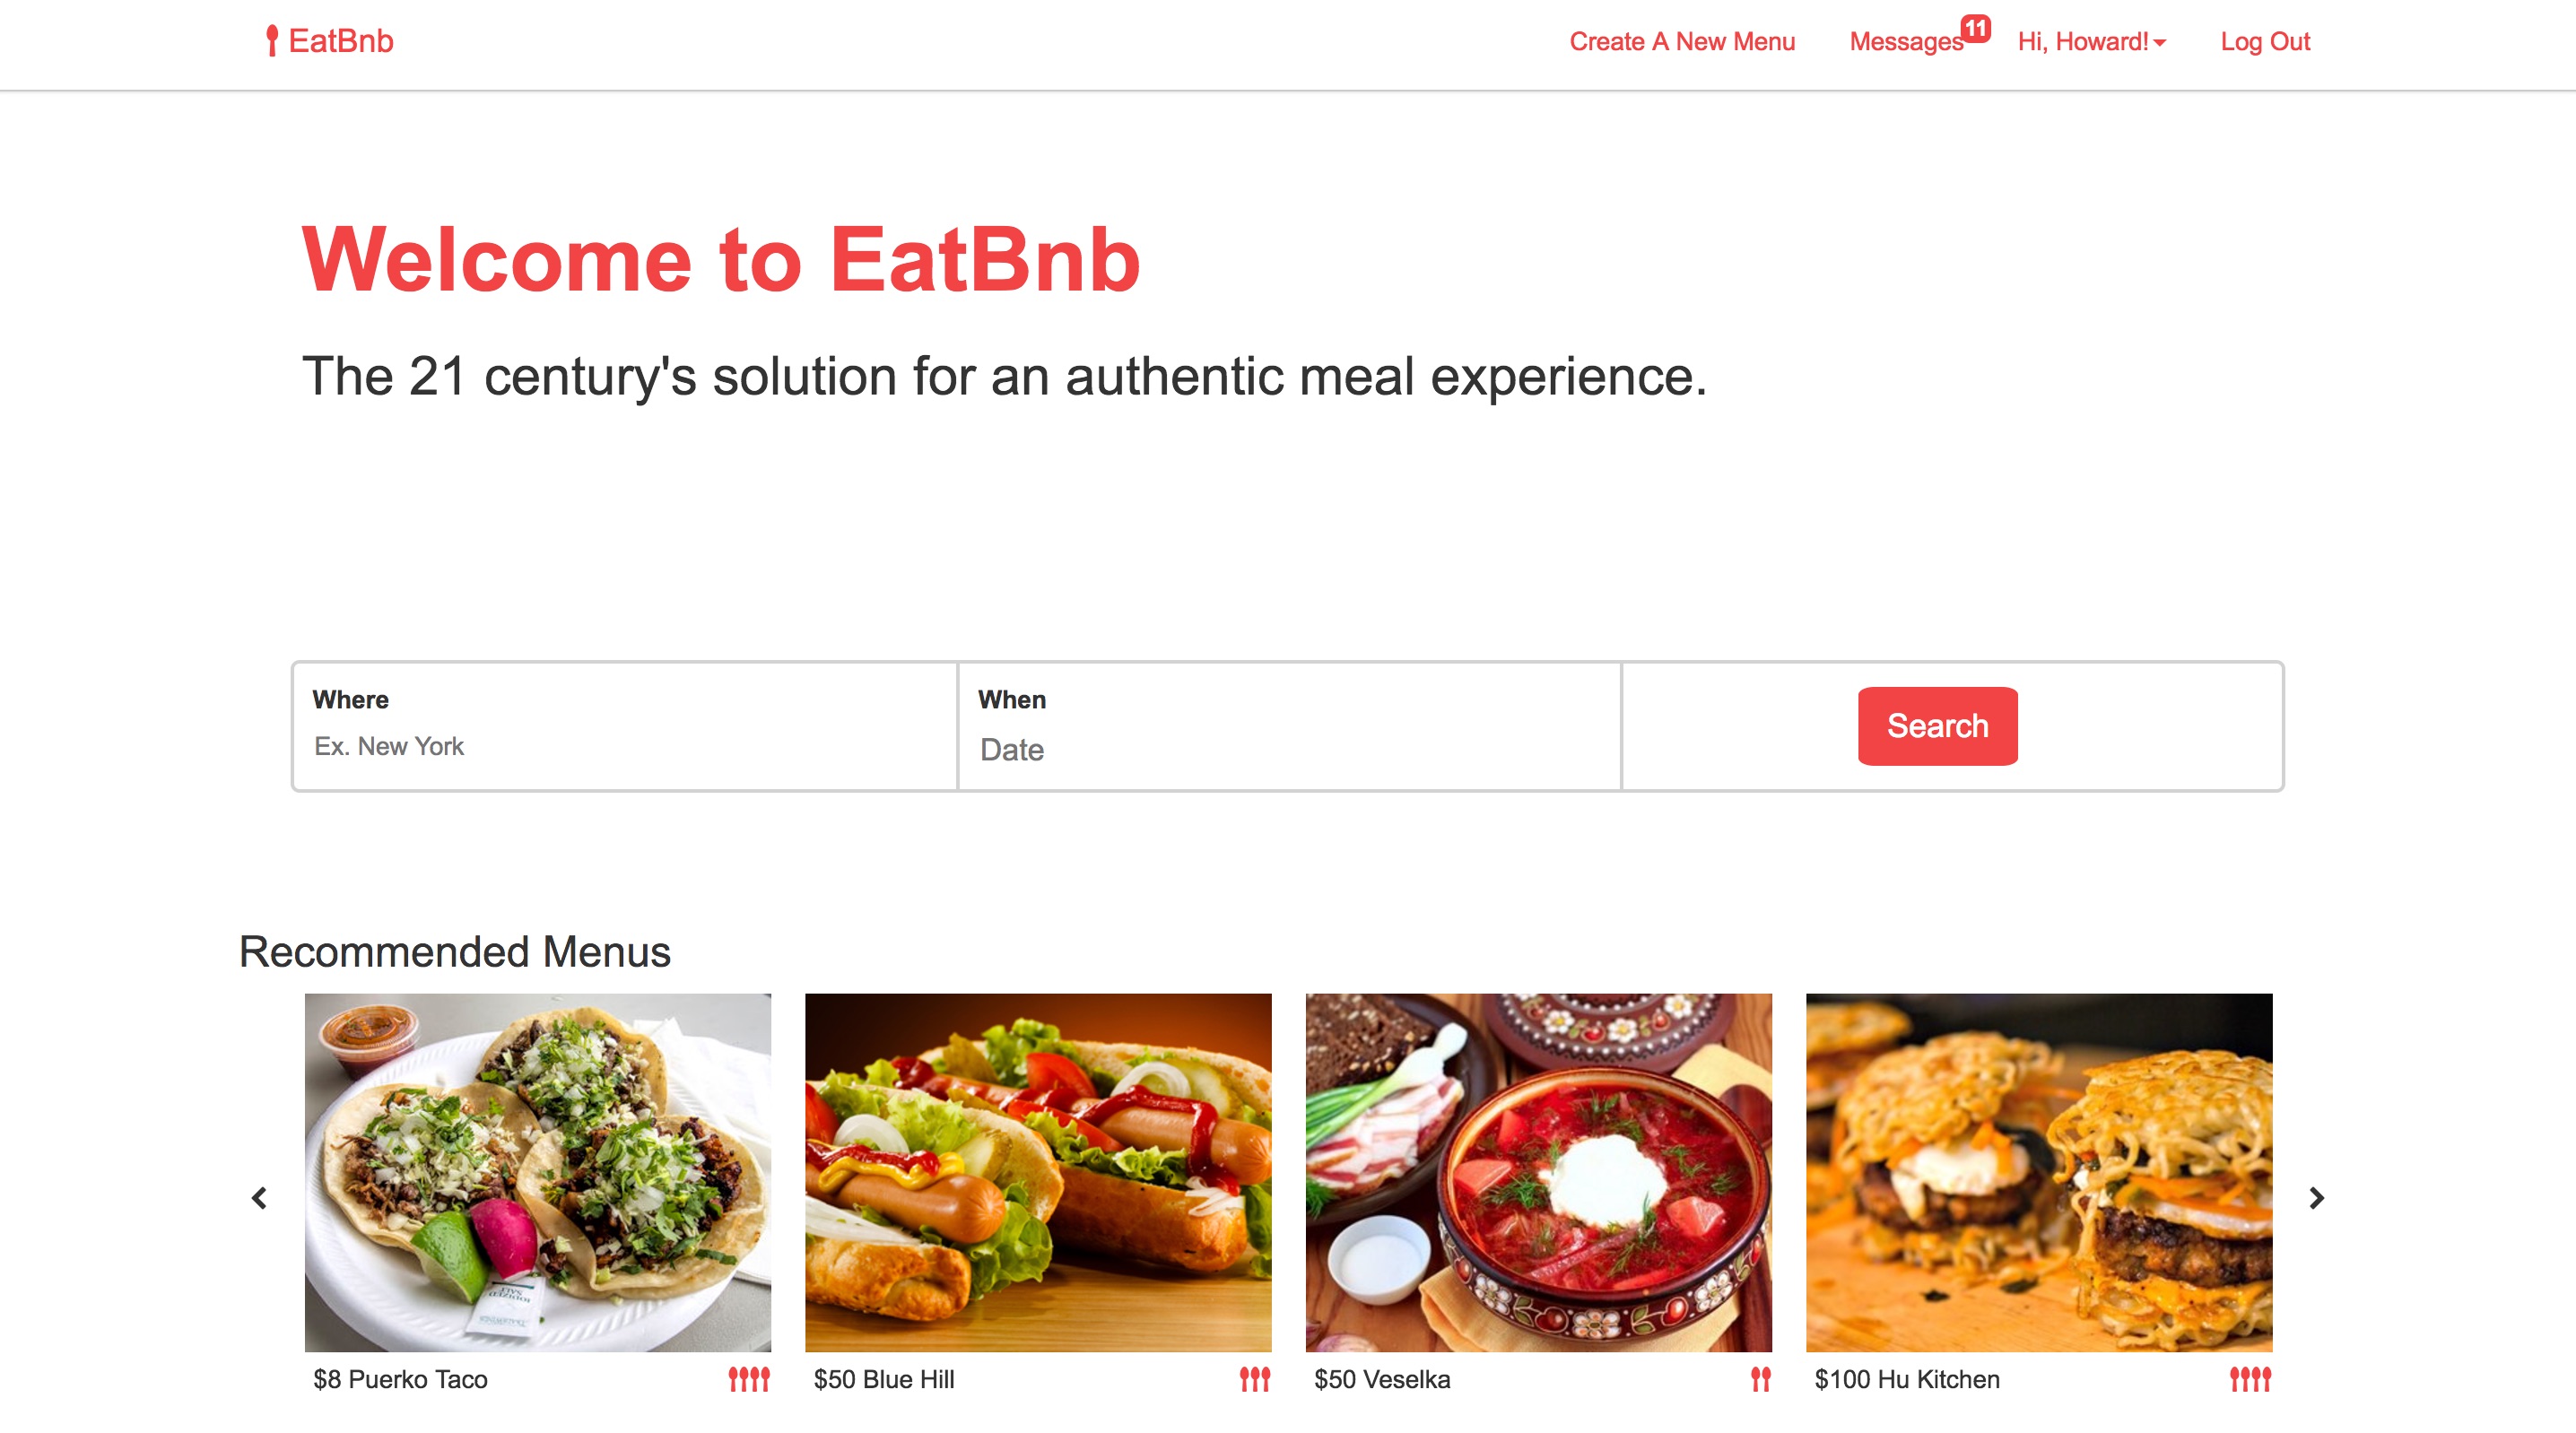 EatBnb
Create A New Menu
Messages 11
Hi, Howard!
Log Out
Welcome to EatBnb
The 21 century's solution for an authentic meal experience.
Where
When
Ex. New York
Date
Search
Recommended Menus
IODIZED
SALT
$8 Puerko Taco
$50 Blue Hill
$50 Veselka
$100 Hu Kitchen